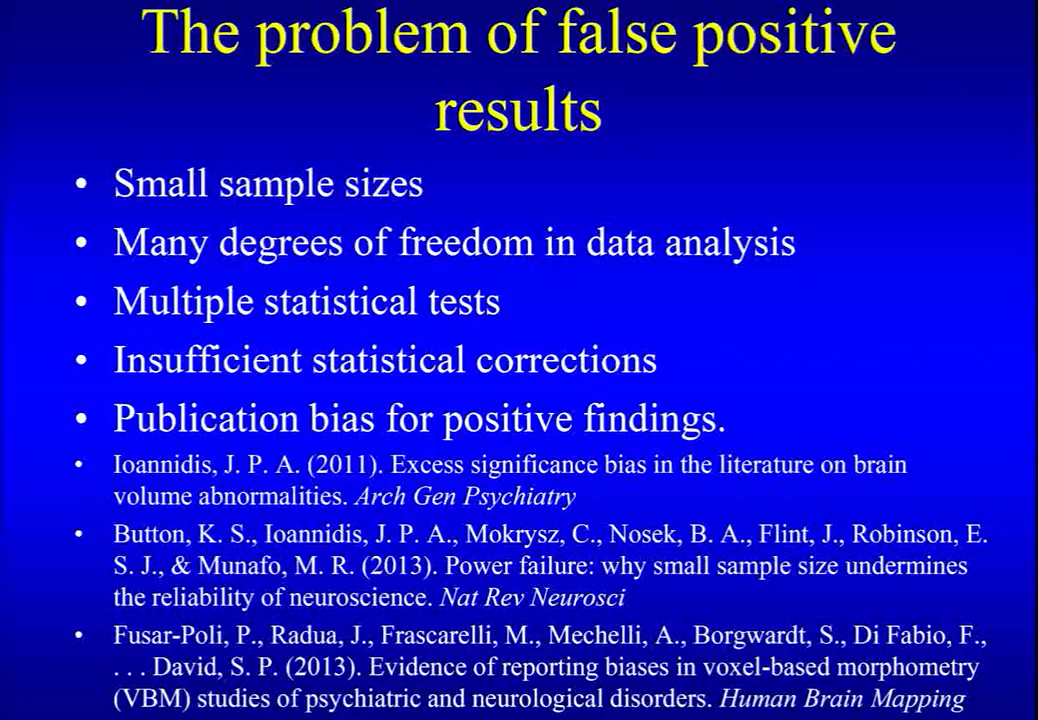 The problem of false positive
results
• Small sample sizes
• Many degrees of freedom in data analysis
• Multiple statistical tests
• Insufficient statistical corrections
• Publication bias for positive findings.
• Ioannidis, J. P. A. (2011). Excess significance bias in the literature on brain
volume abnormalities. Arch Gen Psychiatry
• Button, K. S., Ioannidis, J. P. A., Mokrysz, C., Nosek, B. A., Flint, J., Robinson, E.
S. J., & Munafo, M. R. (2013). Power failure: why small sample size undermines
the reliability of neuroscience. Nat Rev Neurosci
• Fusar-Poli, P., Radua, J., Frascarelli, M., Mechelli, A., Borgwardt, S., Di Fabio, F.,
. . . David, S. P. (2013). Evidence of reporting biases in voxel-based morphometry
(VBM) studies of psychiatric and neurological disorders. Human Brain Mapping